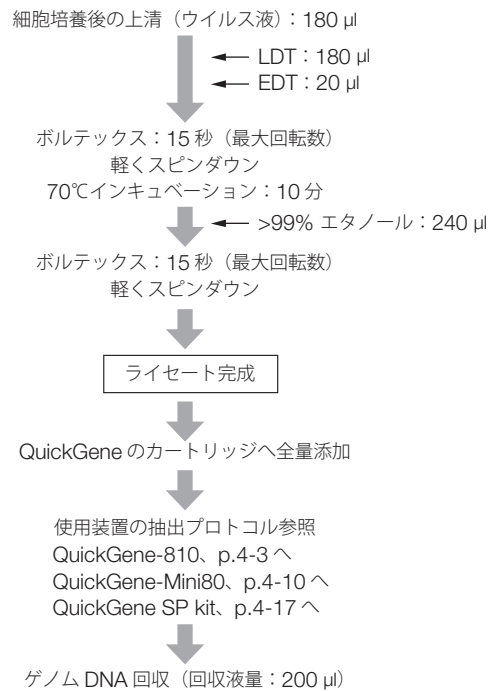 細胞培養後の上清（ウイルス液）：180 µl
LDT：180 µl
EDT：20 µl
ボルテックス：15 秒（最大回転数）
軽くスピンダウン
70℃インキュベーション：10 分
>99% エタノール：240 µl
ボルテックス：15 秒（最大回転数）
軽くスピンダウン
ライセート完成
QuickGene のカートリッジへ全量添加
使用装置の抽出プロトコル参照
QuickGene-810、p.4-3 へ
QuickGene-Mini80、p.4-10 へ
QuickGene SP kit、p.4-17 へ
ゲノム DNA 回収（回収液量：200 µl）